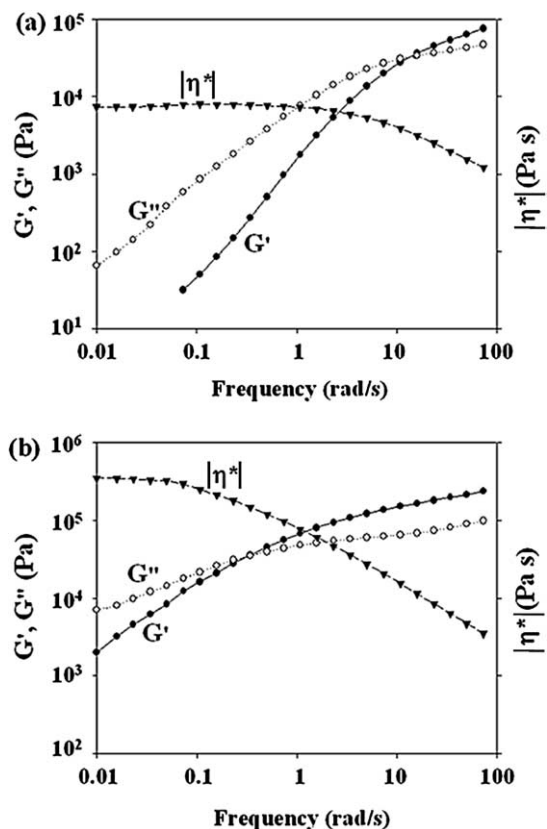 (a)
10⁵
10⁴
10³
10²
10¹
G', G'' (Pa)
|η*|
G''
G'
|η*|(Pa s)
0.01 0.1 1 10 100
Frequency (rad/s)
(b)
10⁶
10⁵
10⁴
10³
10²
G', G'' (Pa)
|η*|
G''
G'
|η*|(Pa s)
0.01 0.1 1 10 100
Frequency (rad/s)